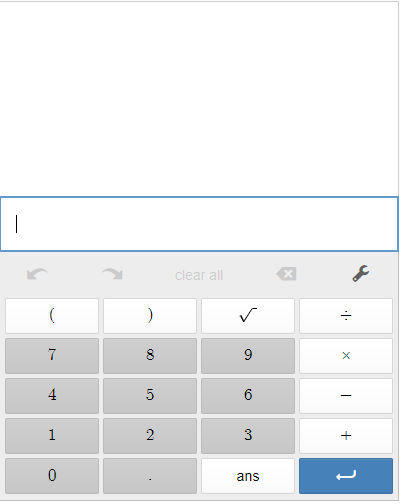 clear all
( ) √ ÷
7 8 9 ×
4 5 6 −
1 2 3 +
0 . ans